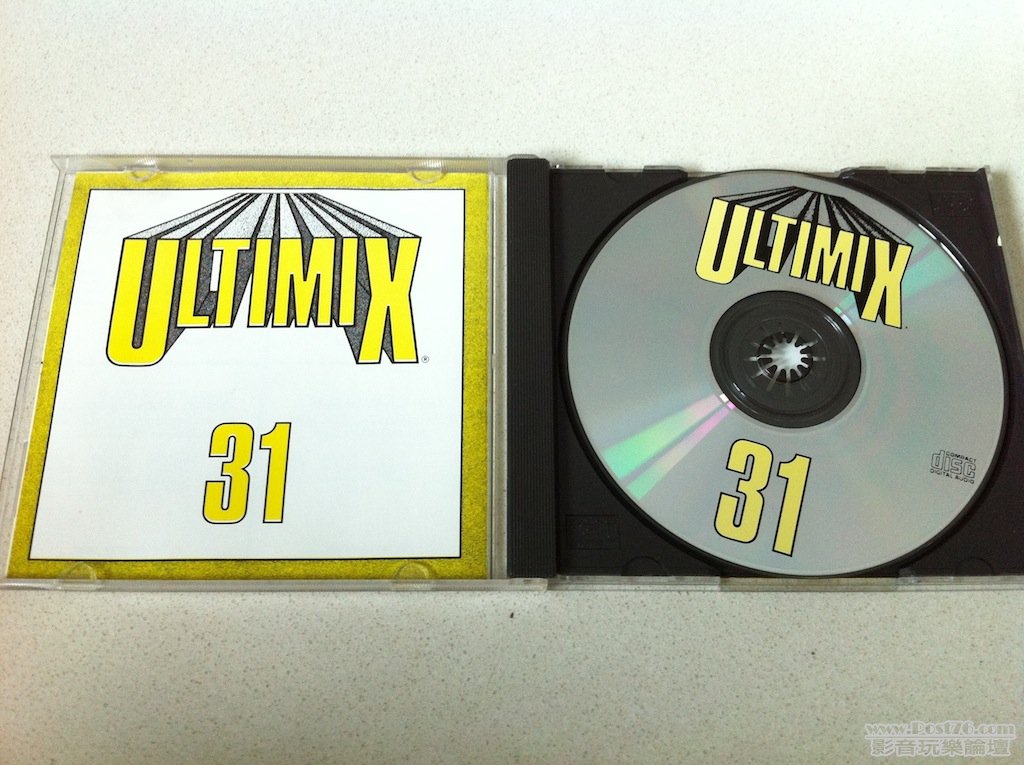 ULTIMIX®
31
ULTIMIX
31
COMPACT
disc
DIGITAL AUDIO
www.Post76.com
影音玩樂論壇